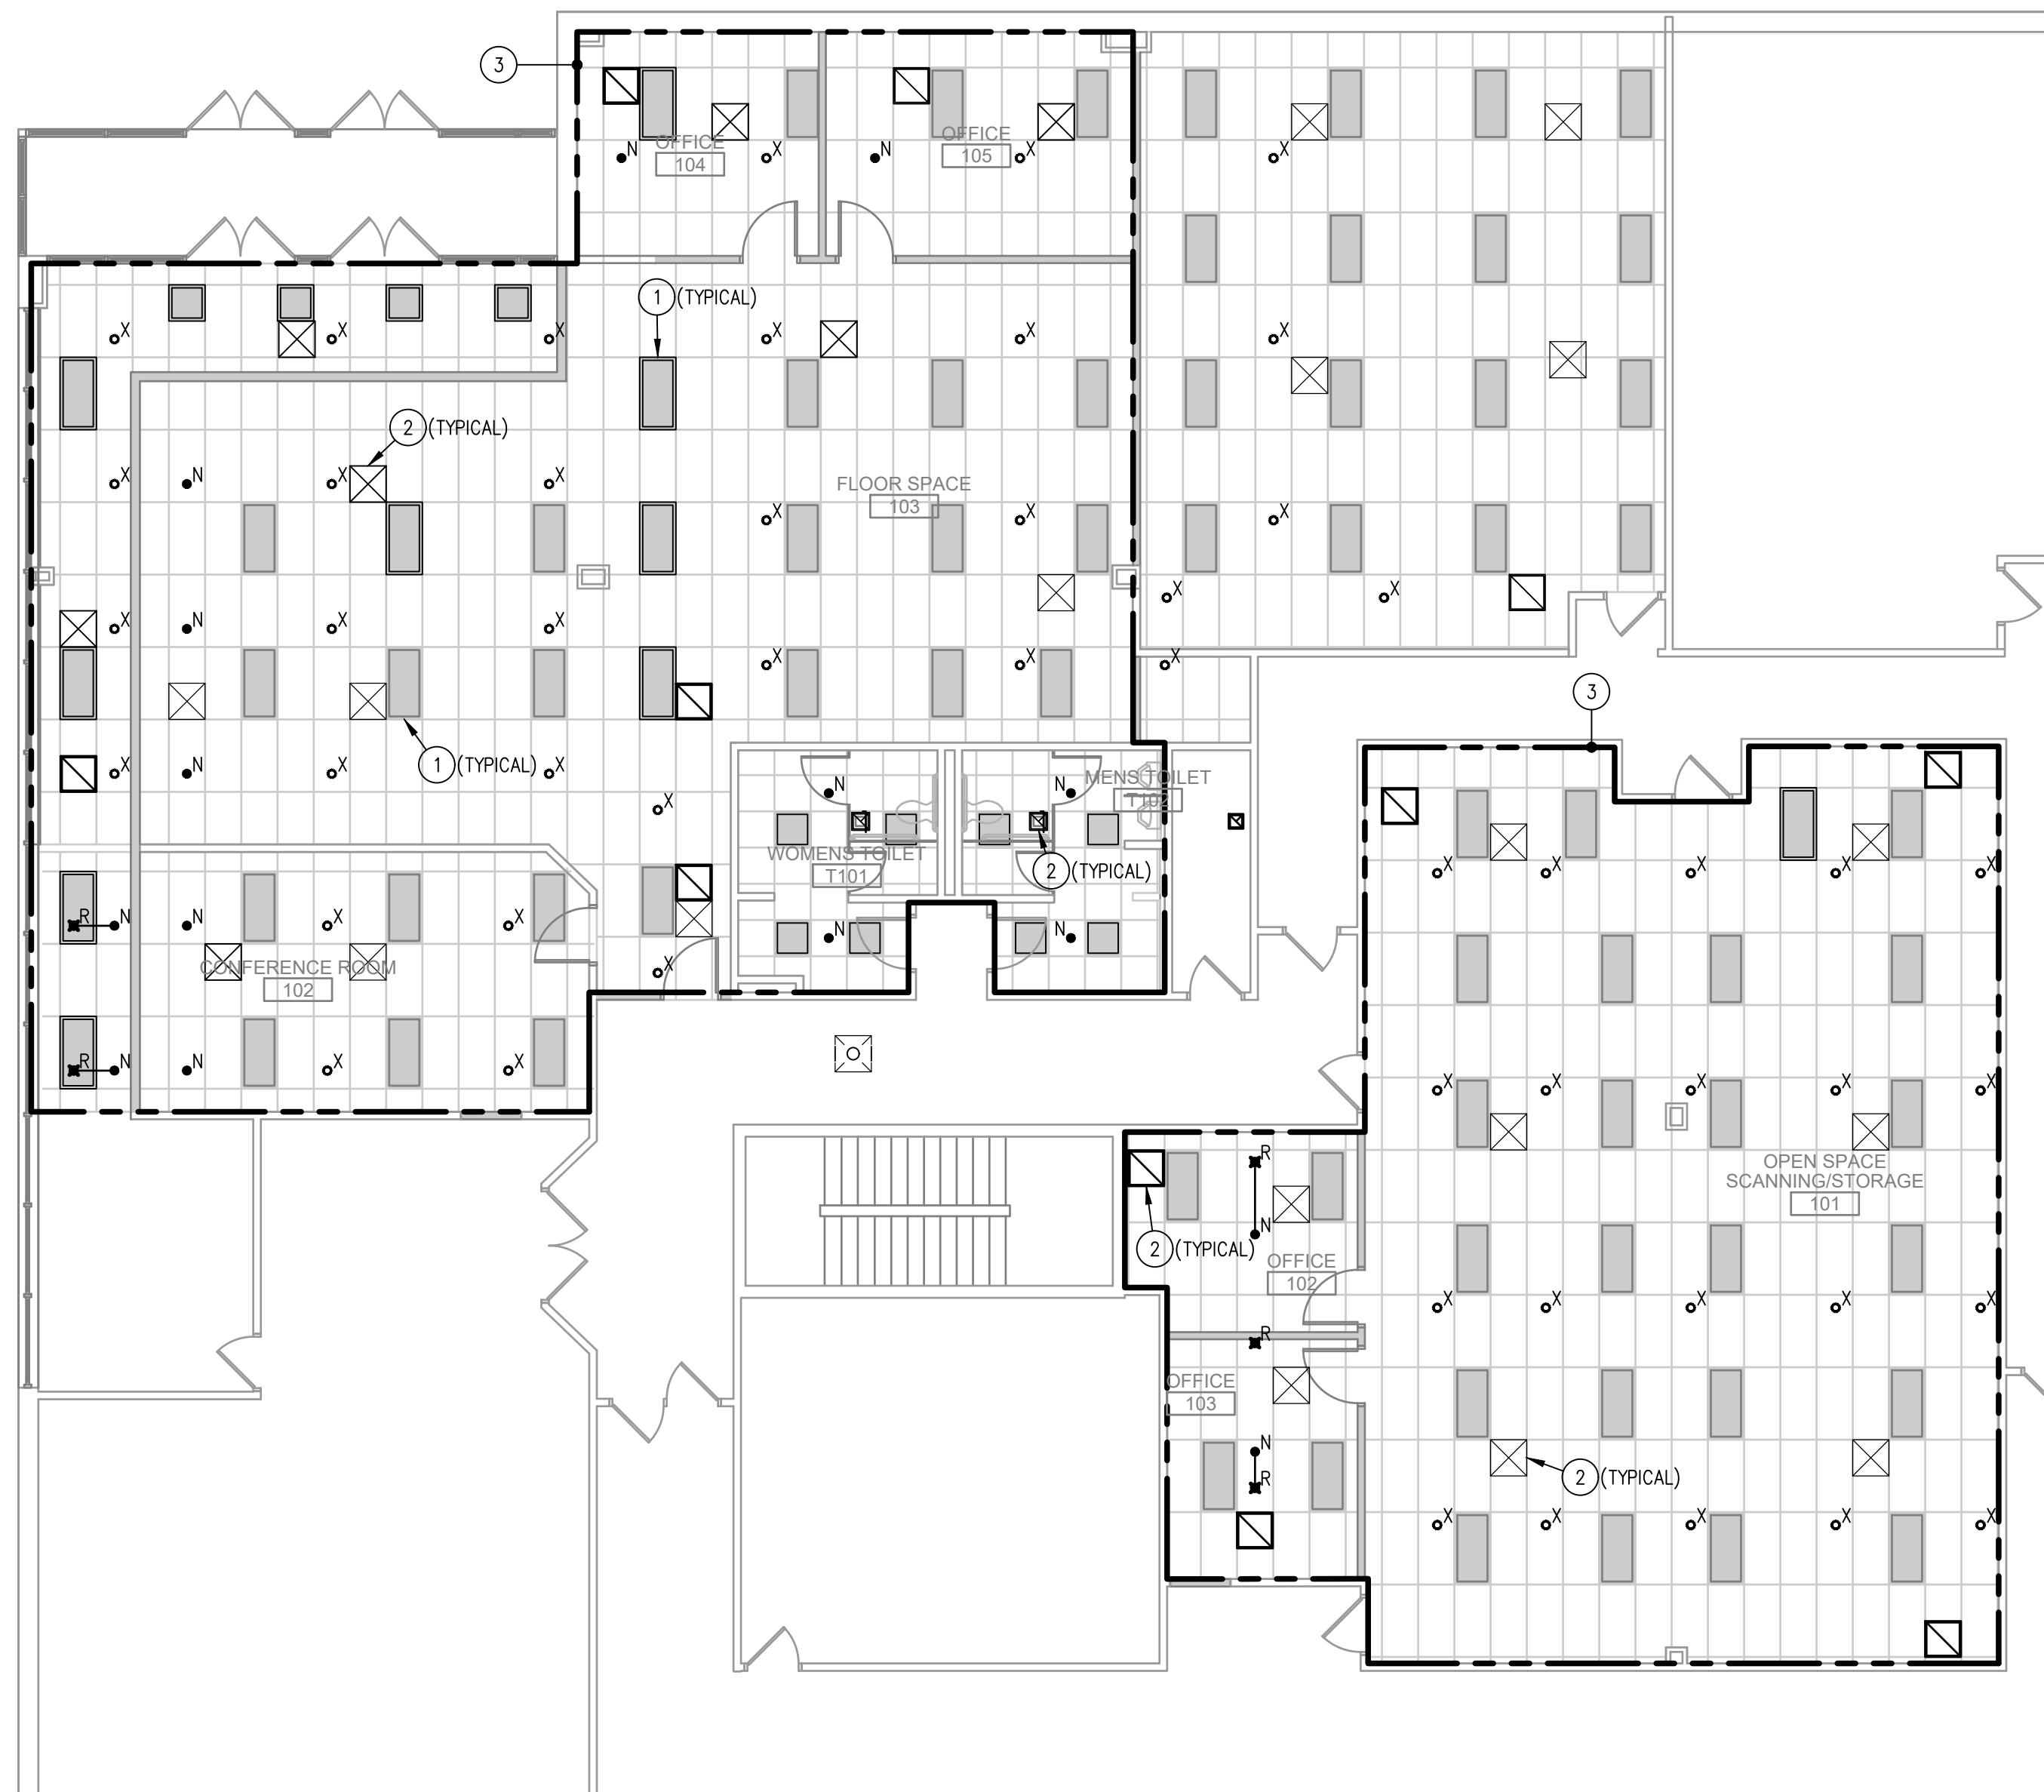 3
OFFICE
104
N
X
OFFICE
105
N
X
X
1 (TYPICAL)
X
X
X
X
X
X
2 (TYPICAL)
X
N
X
X
FLOOR SPACE
103
X
X
X
X
X
X
N
X
X
X
X
X
3
1 (TYPICAL)
X
N
X
X
X
N
N
MENS TOILET
T102
WOMENS TOILET
T101
2 (TYPICAL)
X
X
X
X
X
R
N
N
X
X
N
N
CONFERENCE ROOM
102
X
R
N
N
X
X
X
X
X
X
X
R
OPEN SPACE
SCANNING/STORAGE
101
N
2 (TYPICAL)
OFFICE
102
X
X
X
X
X
R
OFFICE
103
N
R
2 (TYPICAL)
X
X
X
X
X